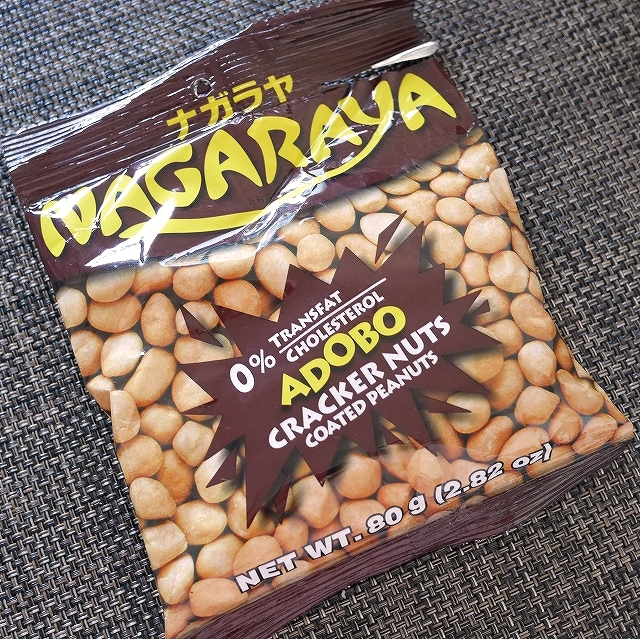 ナガラヤ
NAGARAYA
0% TRANSFAT
CHOLESTEROL
ADOBO
CRACKER NUTS
COATED PEANUTS
NET WT. 80 g (2.82 oz)